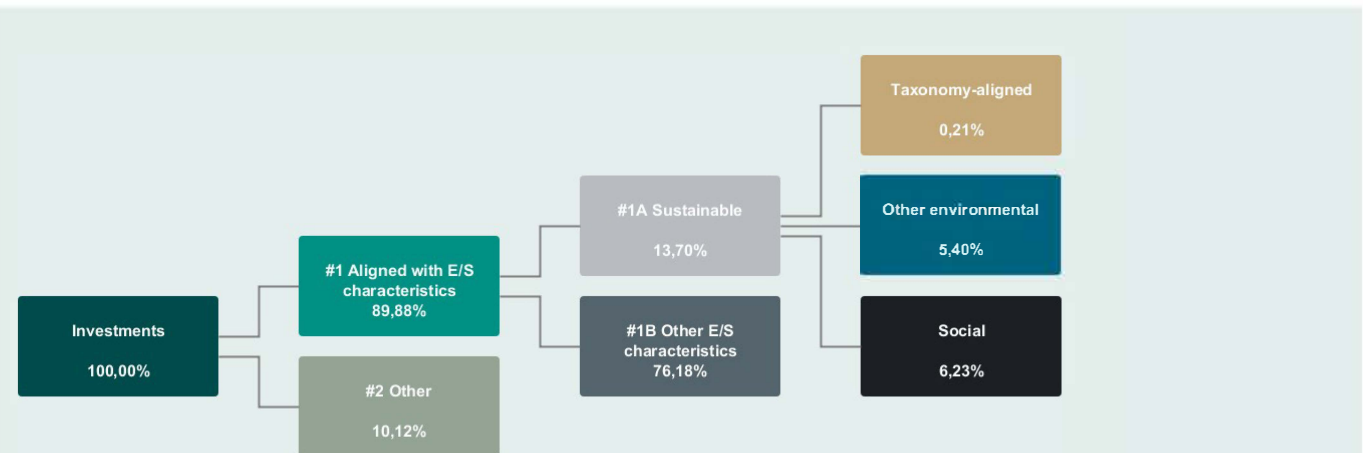 Taxonomy-aligned
0,21%
#1A Sustainable
13,70%
Other environmental
5,40%
#1 Aligned with E/S
characteristics
89,88%
Investments
100,00%
#1B Other E/S
characteristics
76,18%
Social
6,23%
#2 Other
10,12%